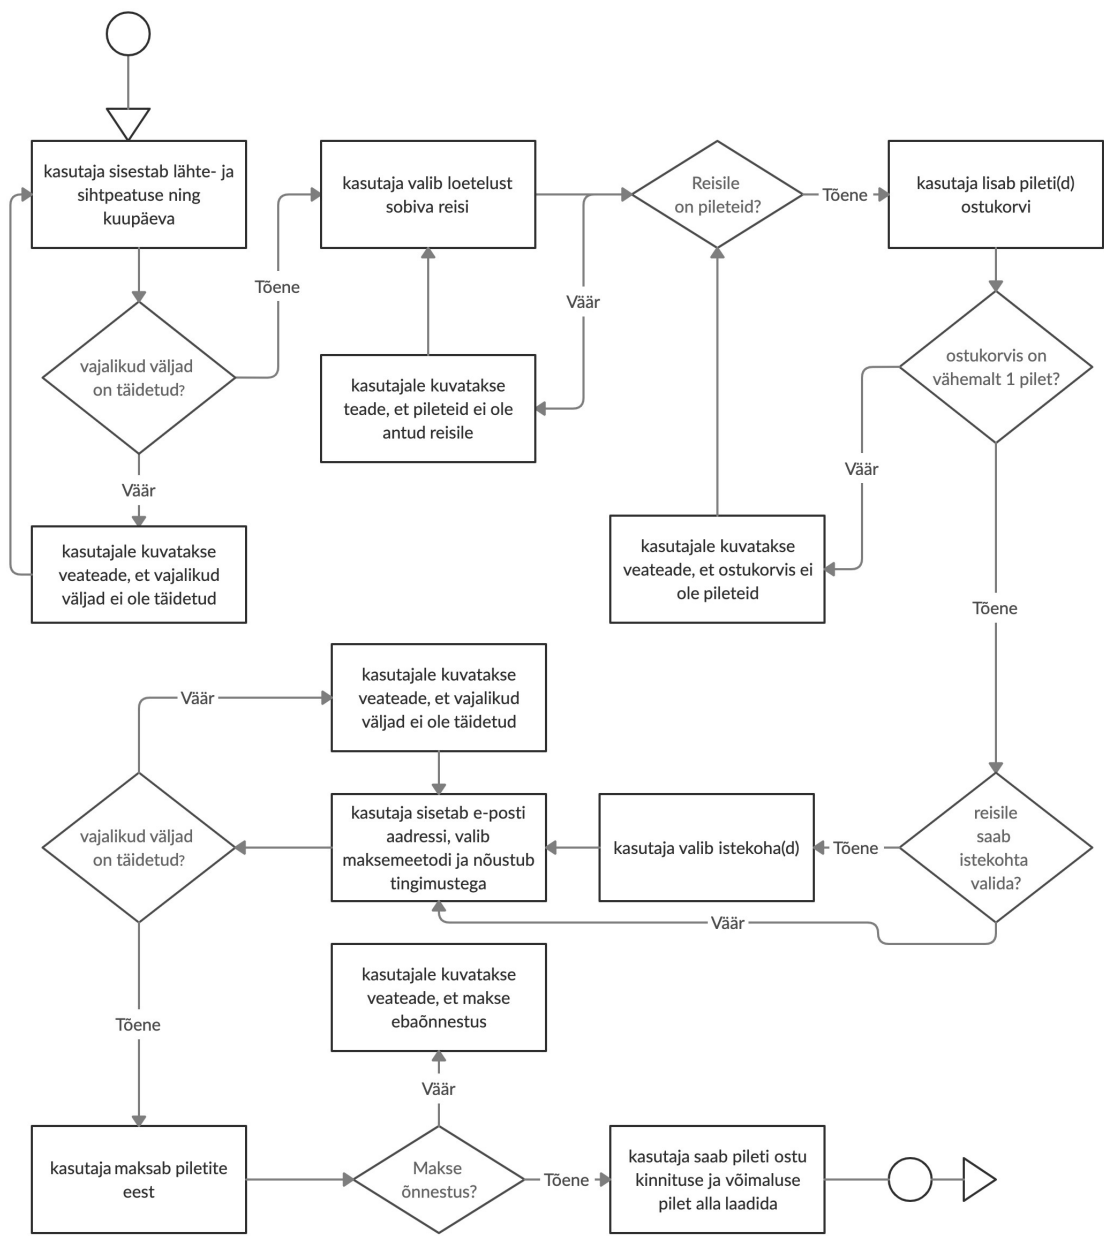 kasutaja sisestab lähte- ja
sihtpeatuse ning
kuupäeva
kasutaja valib loetelust
sobiva reisi
Reisile
on pileteid?
Tõene
kasutaja lisab pileti(d)
ostukorvi
Tõene
Väär
vajalikud väljad
on täidetud?
kasutajale kuvatakse
teade, et pileteid ei ole
antud reisile
ostukorvis on
vähemalt 1 pilet?
Väär
Väär
kasutajale kuvatakse
veateade, et vajalikud
väljad ei ole täidetud
kasutajale kuvatakse
veateade, et ostukorvis ei
ole pileteid
Tõene
kasutajale kuvatakse
veateade, et vajalikud
väljad ei ole täidetud
Väär
vajalikud väljad
on täidetud?
kasutaja sisetab e-posti
aadressi, valib
maksemeetodi ja nõustub
tingimustega
kasutaja valib istekoha(d)
Tõene
reisile
saab
istekohta
valida?
Väär
kasutajale kuvatakse
veateade, et makse
ebaõnnestus
Tõene
Väär
kasutaja maksab piletite
eest
Makse
õnnestus?
Tõene
kasutaja saab pileti ostu
kinnituse ja võimaluse
pilet alla laadida